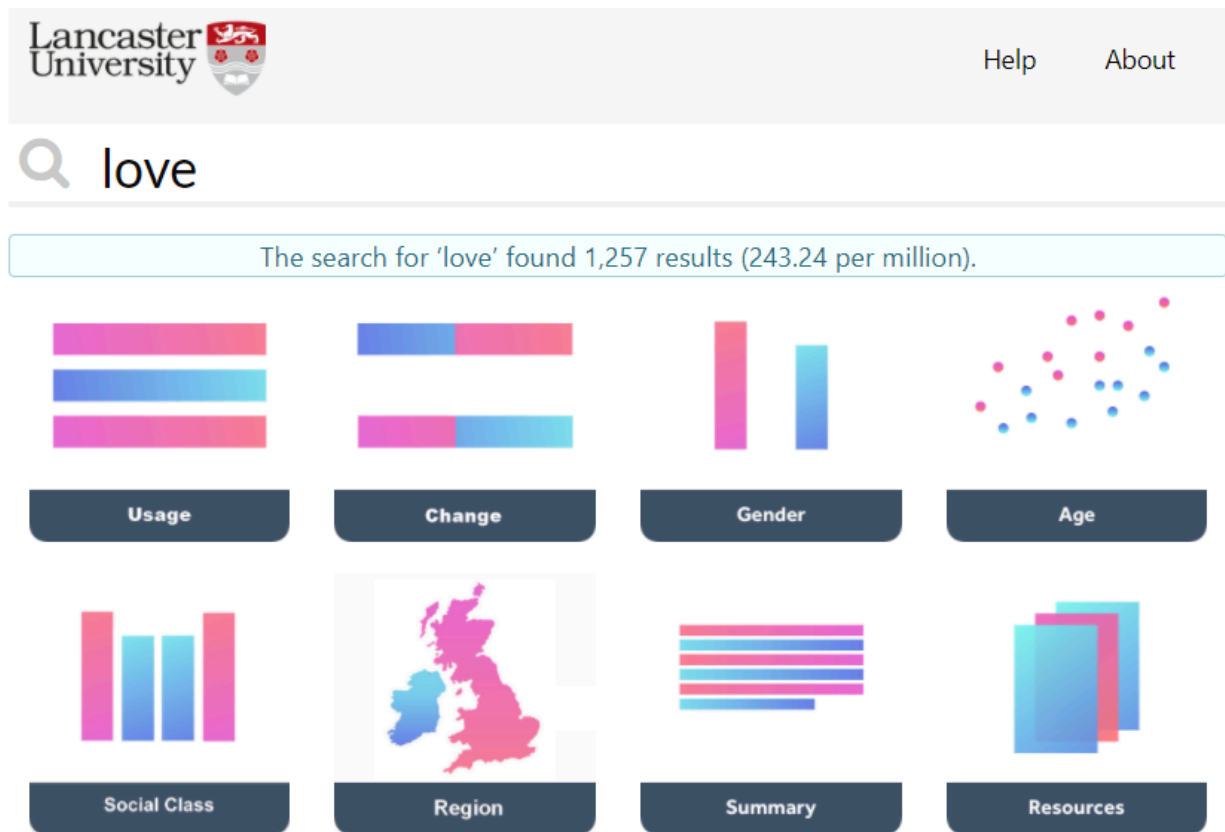 Lancaster
University
Help About
love
The search for ‘love’ found 1,257 results (243.24 per million).
Usage Change Gender Age
Social Class Region Summary Resources